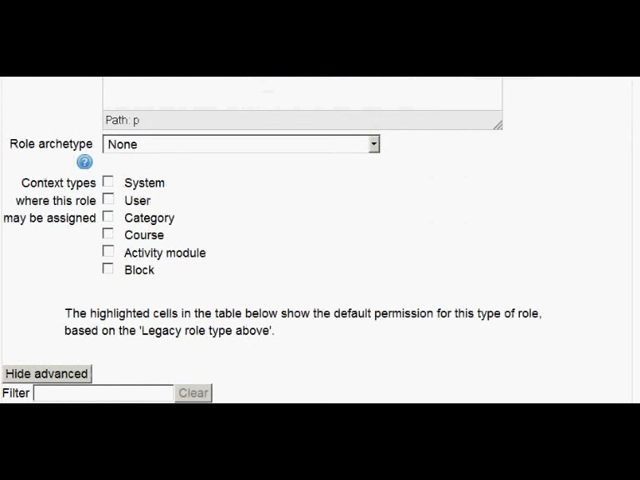 Path: p
Role archetype None
Context types
where this role
may be assigned
System
User
Category
Course
Activity module
Block
The highlighted cells in the table below show the default permission for this type of role,
based on the 'Legacy role type above'.
Hide advanced
Filter Clear